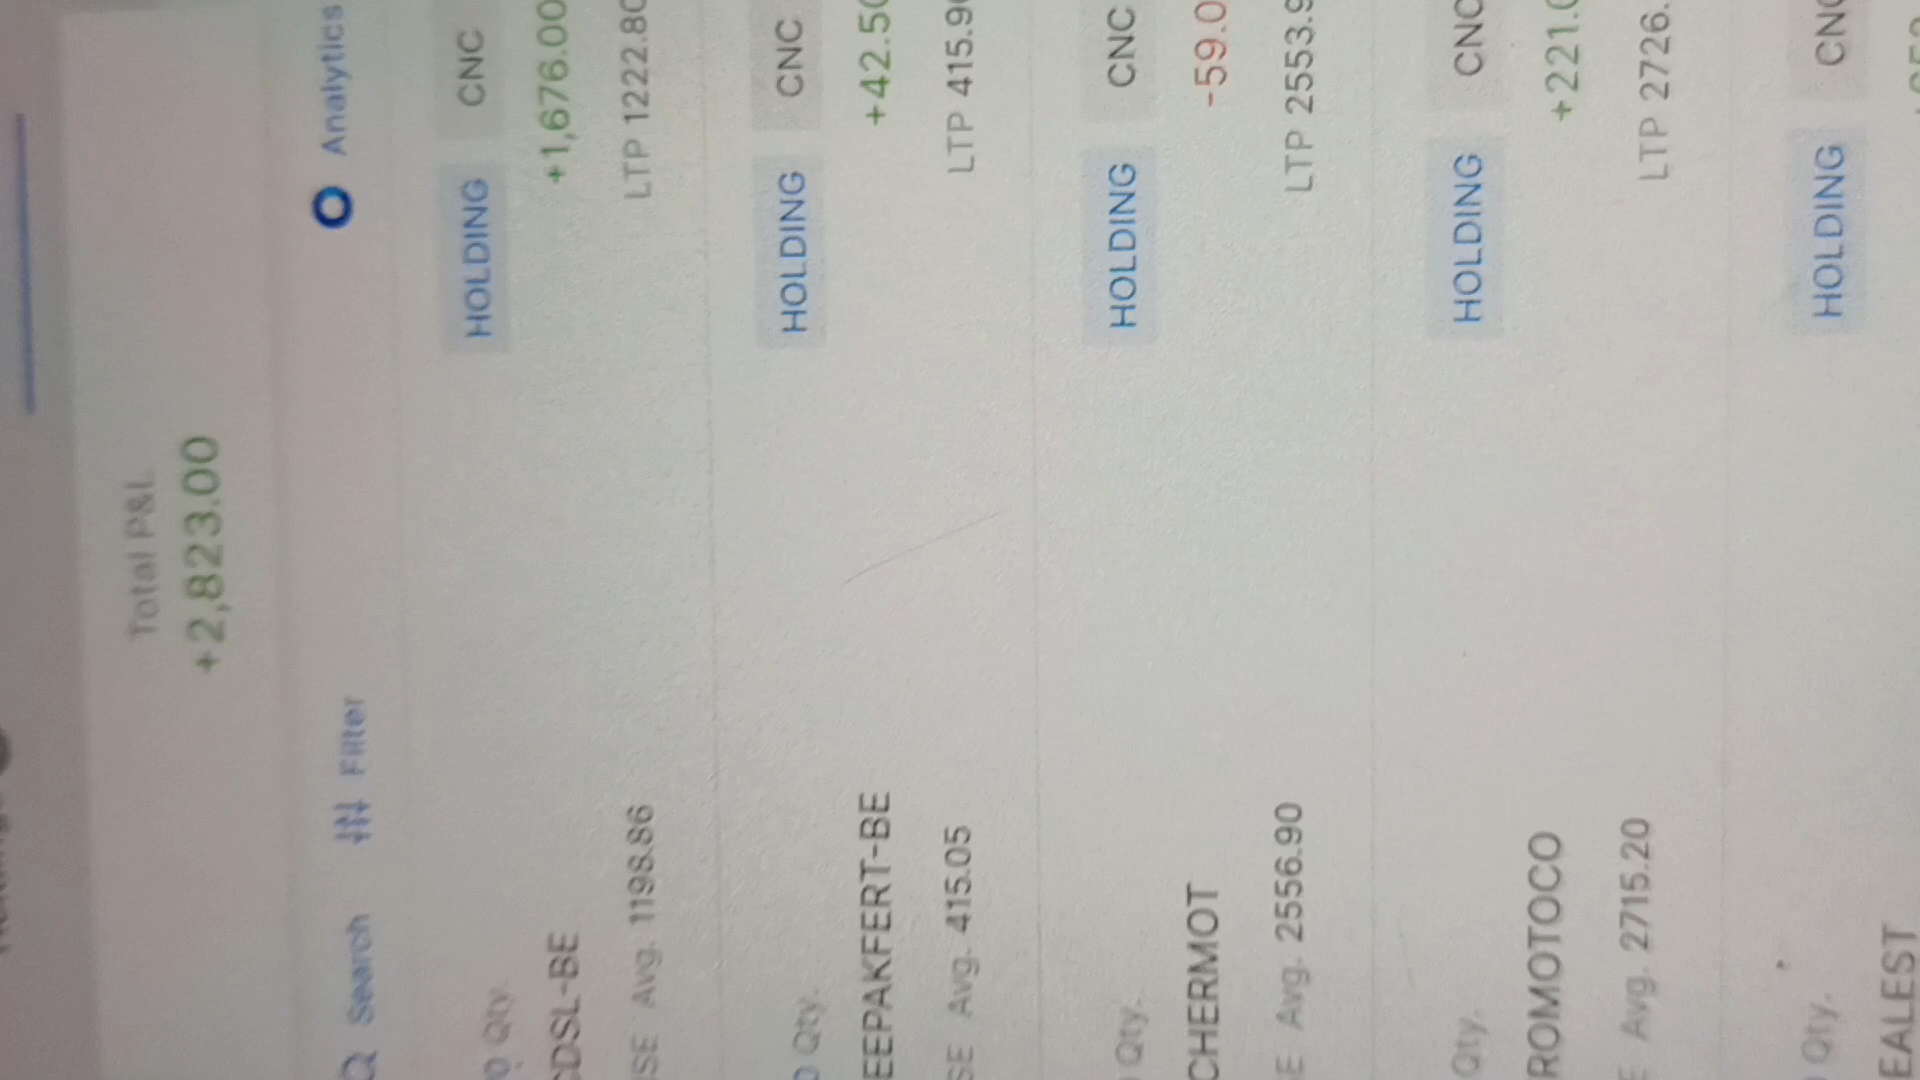 Total P&L
+2,823.00
Search Filter Analytics
Qty. HOLDING CNC
CDSL-BE +1,676.00
SE Avg. 1198.86 LTP 1222.80
Qty. HOLDING CNC
EEPAKFERT-BE +42.50
SE Avg. 415.05 LTP 415.90
Qty. HOLDING CNC
CHERMOT -59.0
E Avg. 2556.90 LTP 2553.9
Qty. HOLDING CNC
ROMOTOCO +221.0
E Avg. 2715.20 LTP 2726.
Qty. HOLDING CNC
EALEST